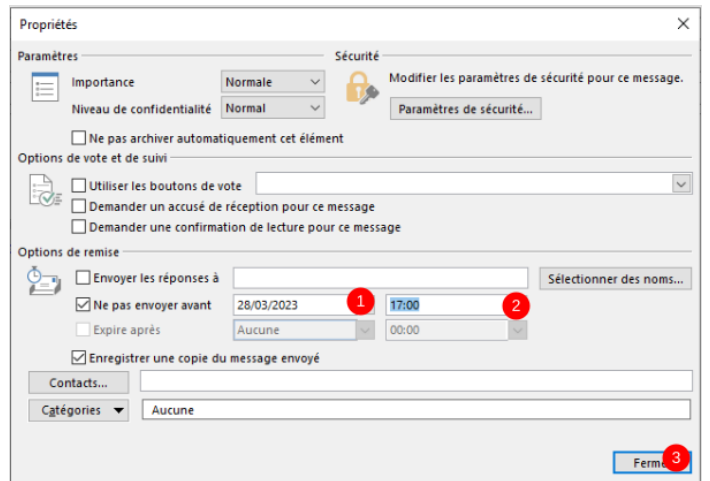 Propriétés
Paramètres
Sécurité
Importance
Normale
Modifier les paramètres de sécurité pour ce message.
Niveau de confidentialité
Normal
Paramètres de sécurité...
Ne pas archiver automatiquement cet élément
Options de vote et de suivi
Utiliser les boutons de vote
Demander un accusé de réception pour ce message
Demander une confirmation de lecture pour ce message
Options de remise
Envoyer les réponses à
Sélectionner des noms...
Ne pas envoyer avant
28/03/2023
1
17:00
2
Expire après
Aucune
00:00
Enregistrer une copie du message envoyé
Contacts...
Catégories
Aucune
3